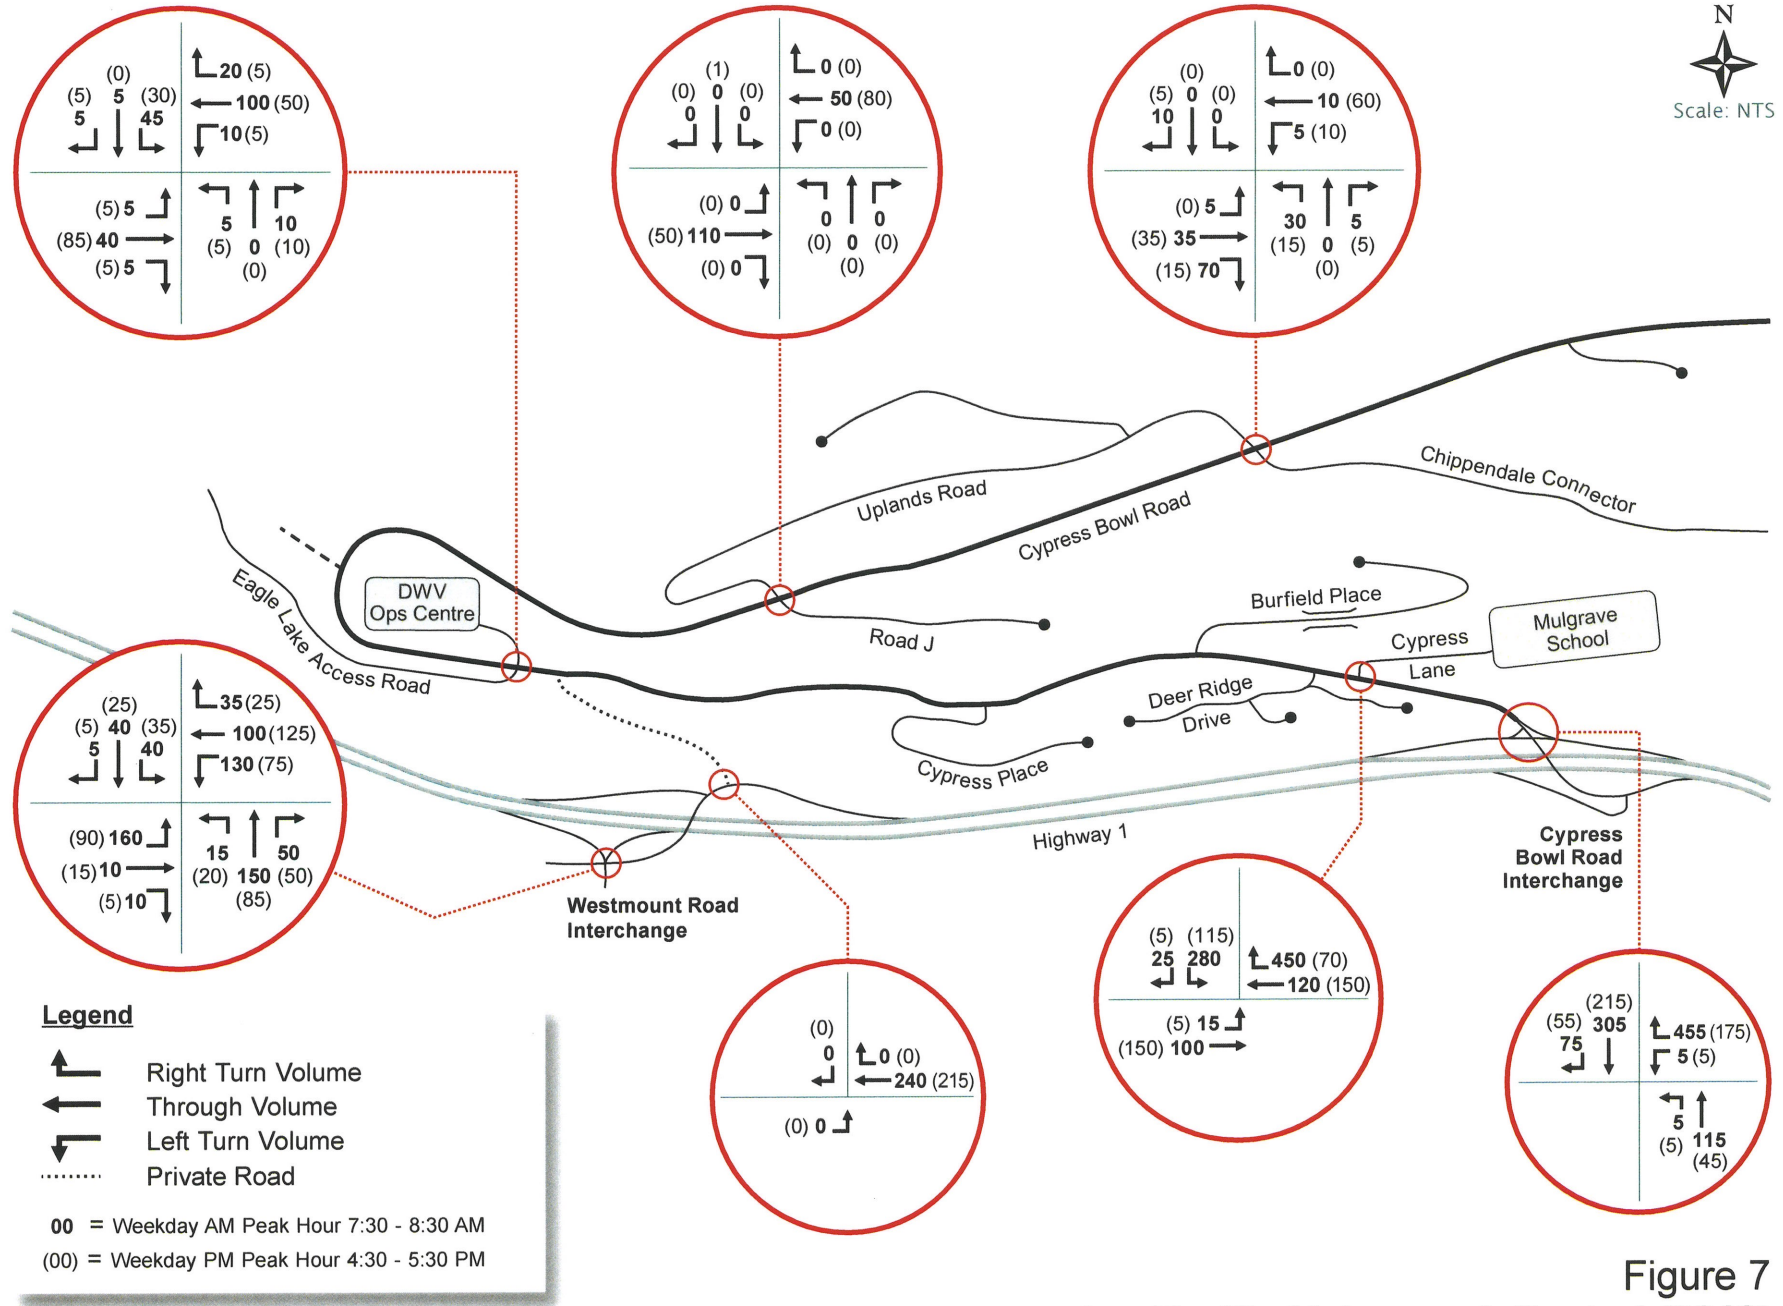 N
Scale: NTS
(0)
(5) 5 (30)
5 45
20 (5)
100 (50)
10 (5)
(5) 5
(85) 40
(5) 5
5 10
(5) 0 (10)
(0)
(1)
(0) 0 (0)
0 0
0 (0)
50 (80)
0 (0)
(0) 0
(50) 110
(0) 0
0 0
(0) 0 (0)
(0)
(0)
(5) 0 (0)
10 0
0 (0)
10 (60)
5 (10)
(0) 5
(35) 35
(15) 70
30 5
(15) 0 (5)
(0)
Uplands Road
Cypress Bowl Road
Chippendale Connector
Eagle Lake Access Road
DWV
Ops Centre
Road J
Burfield Place
Cypress
Lane
Mulgrave
School
Deer Ridge
Drive
Cypress Place
Highway 1
Cypress
Bowl Road
Interchange
Westmount Road
Interchange
(25)
(5) 40 (35)
5 40
35 (25)
100 (125)
130 (75)
(90) 160
(15) 10
(5) 10
15 50
(20) 150 (50)
(85)
(0)
0
0 (0)
240 (215)
(0) 0
(5) (115)
25 280
450 (70)
120 (150)
(5) 15
(150) 100
(215)
(55) 305
75
455 (175)
5 (5)
5
(5) 115
(45)
Legend
Right Turn Volume
Through Volume
Left Turn Volume
Private Road
00 = Weekday AM Peak Hour 7:30 - 8:30 AM
(00) = Weekday PM Peak Hour 4:30 - 5:30 PM
Figure 7